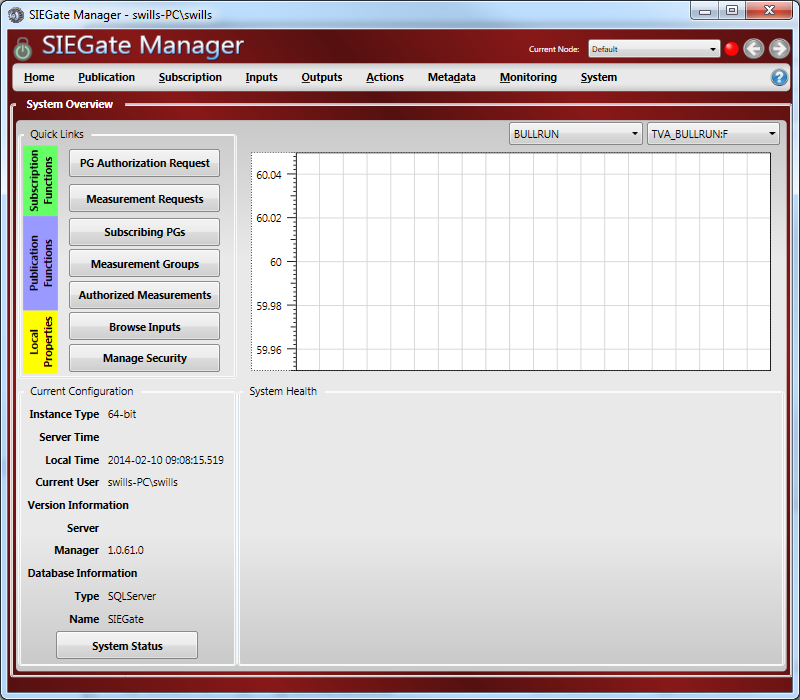 SIEGate Manager - swills-PC\swills
SIEGate Manager
Current Node: Default
Home Publication Subscription Inputs Outputs Actions Metadata Monitoring System
?
System Overview
Quick Links
BULLRUN
TVA_BULLRUN:F
Subscription
Functions
PG Authorization Request
Measurement Requests
Publication
Functions
Subscribing PGs
Measurement Groups
Authorized Measurements
Local
Properties
Browse Inputs
Manage Security
60.04
60.02
60
59.98
59.96
Current Configuration
Instance Type 64-bit
Server Time
Local Time 2014-02-10 09:08:15.519
Current User swills-PC\swills
Version Information
Server
Manager 1.0.61.0
Database Information
Type SQLServer
Name SIEGate
System Status
System Health